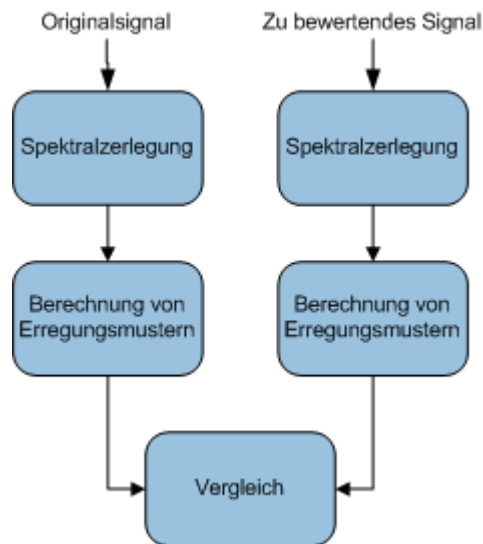 Originalsignal
Zu bewertendes Signal
Spektralzerlegung
Spektralzerlegung
Berechnung von
Erregungsmustern
Berechnung von
Erregungsmustern
Vergleich